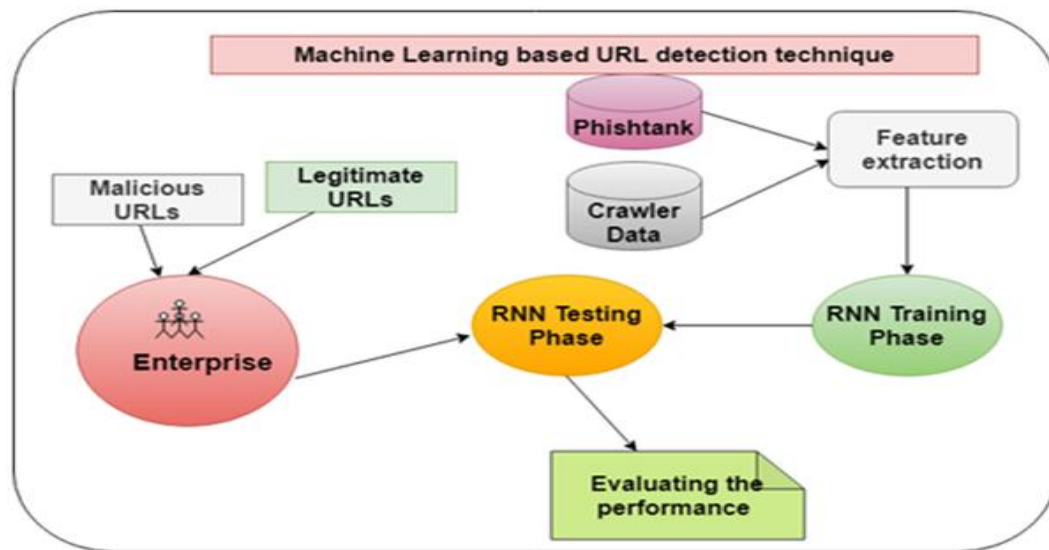 Machine Learning based URL detection technique
Phishtank
Feature
extraction
Crawler
Data
Malicious
URLs
Legitimate
URLs
Enterprise
RNN Testing
Phase
RNN Training
Phase
Evaluating the
performance